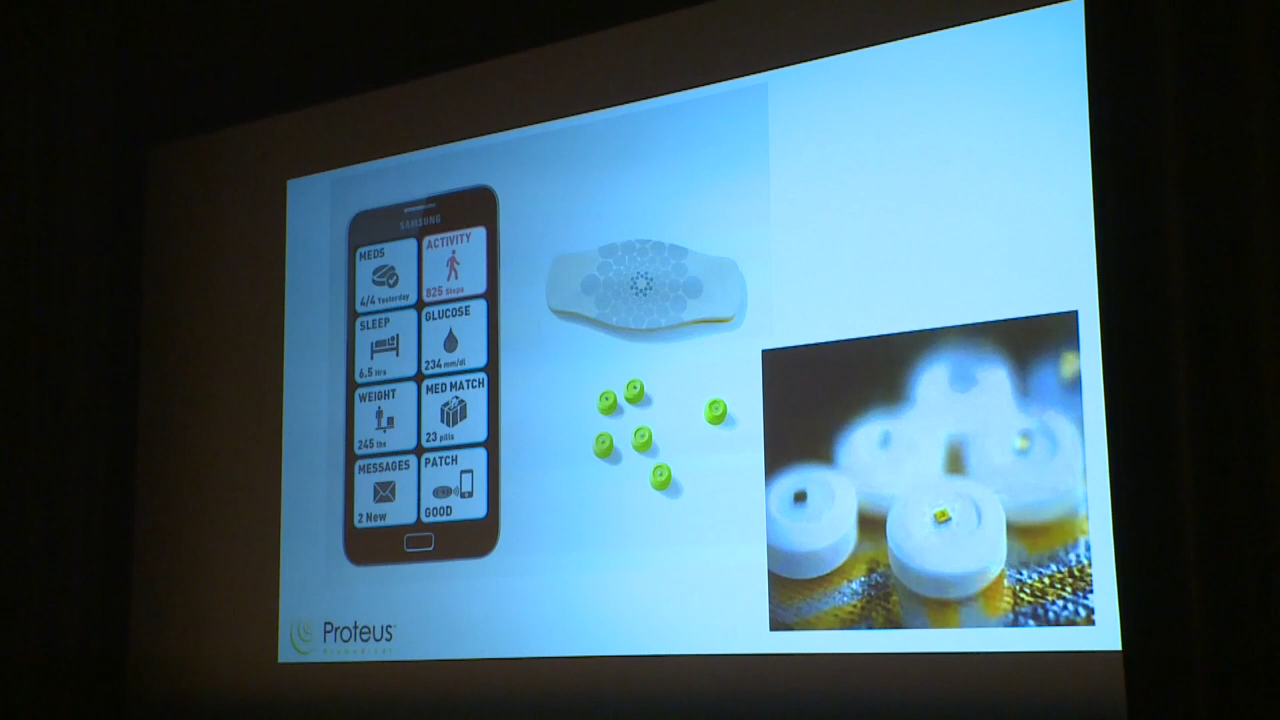 SAMSUNG
MEDS
4/4 Yesterday
ACTIVITY
825 Steps
SLEEP
6.5 Hrs
GLUCOSE
234 mm/dl
WEIGHT
245 lbs
MED MATCH
23 pills
MESSAGES
2 New
PATCH
GOOD
Proteus
Biomedical